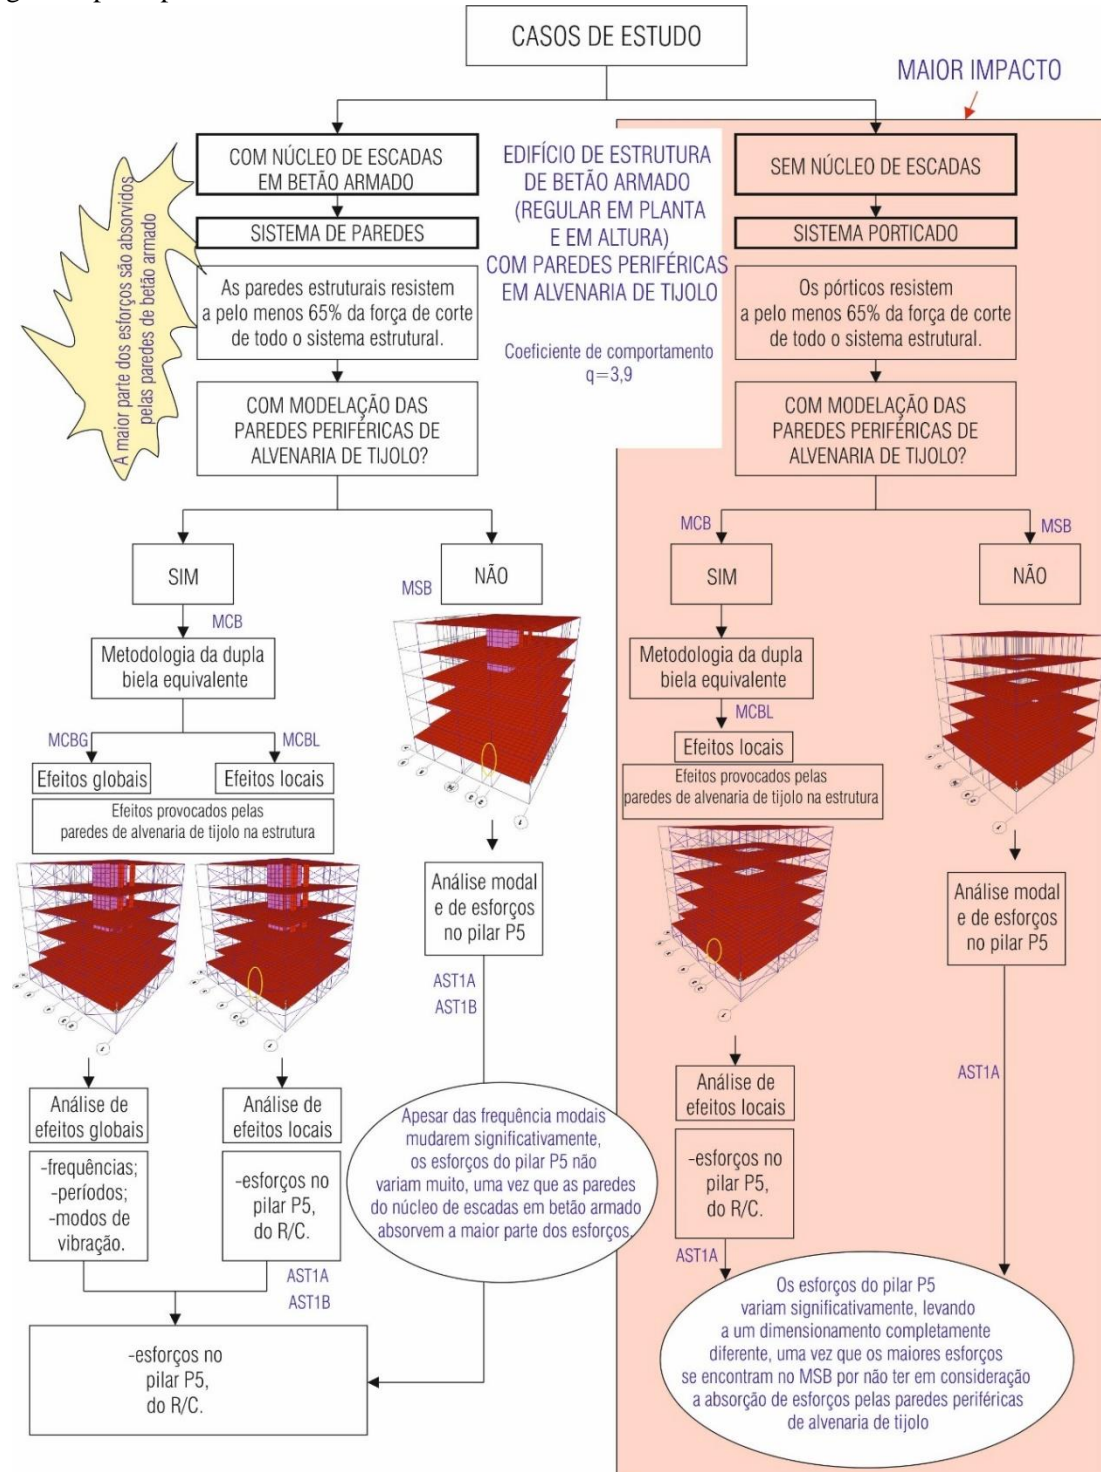 CASOS DE ESTUDO
MAIOR IMPACTO
COM NÚCLEO DE ESCADAS
EM BETÃO ARMADO
SISTEMA DE PAREDES
As paredes estruturais resistem
a pelo menos 65% da força de corte
de todo o sistema estrutural.
COM MODELAÇÃO DAS
PAREDES PERIFÉRICAS DE
ALVENARIA DE TIJOLO?
A maior parte dos esforços são absorvidos
pelas paredes de betão armado
EDIFÍCIO DE ESTRUTURA
DE BETÃO ARMADO
(REGULAR EM PLANTA
E EM ALTURA)
COM PAREDES PERIFÉRICAS
EM ALVENARIA DE TIJOLO
Coeficiente de comportamento
q=3,9
SEM NÚCLEO DE ESCADAS
SISTEMA PORTICADO
Os pórticos resistem
a pelo menos 65% da força de corte
de todo o sistema estrutural.
COM MODELAÇÃO DAS
PAREDES PERIFÉRICAS DE
ALVENARIA DE TIJOLO?
SIM
MCB
Metodologia da dupla
biela equivalente
MCBG
Efeitos globais
MCBL
Efeitos locais
Efeitos provocados pelas
paredes de alvenaria de tijolo na estrutura
Análise de
efeitos globais
-frequências;
-períodos;
-modos de
vibração.
Análise de
efeitos locais
-esforços no
pilar P5,
do R/C.
AST1A
AST1B
-esforços no
pilar P5,
do R/C.
NÃO
MSB
Análise modal
e de esforços
no pilar P5
AST1A
AST1B
Apesar das frequência modais
mudarem significativamente,
os esforços do pilar P5 não
variam muito, uma vez que as paredes
do núcleo de escadas em betão armado
absorvem a maior parte dos esforços.
MCB
SIM
Metodologia da dupla
biela equivalente
MCBL
Efeitos locais
Efeitos provocados pelas
paredes de alvenaria de tijolo na estrutura
Análise de
efeitos locais
-esforços no
pilar P5,
do R/C.
AST1A
MSB
NÃO
Análise modal
e de esforços
no pilar P5
AST1A
Os esforços do pilar P5
variam significativamente, levando
a um dimensionamento completamente
diferente, uma vez que os maiores esforços
se encontram no MSB por não ter em consideração
a absorção de esforços pelas paredes periféricas
de alvenaria de tijolo